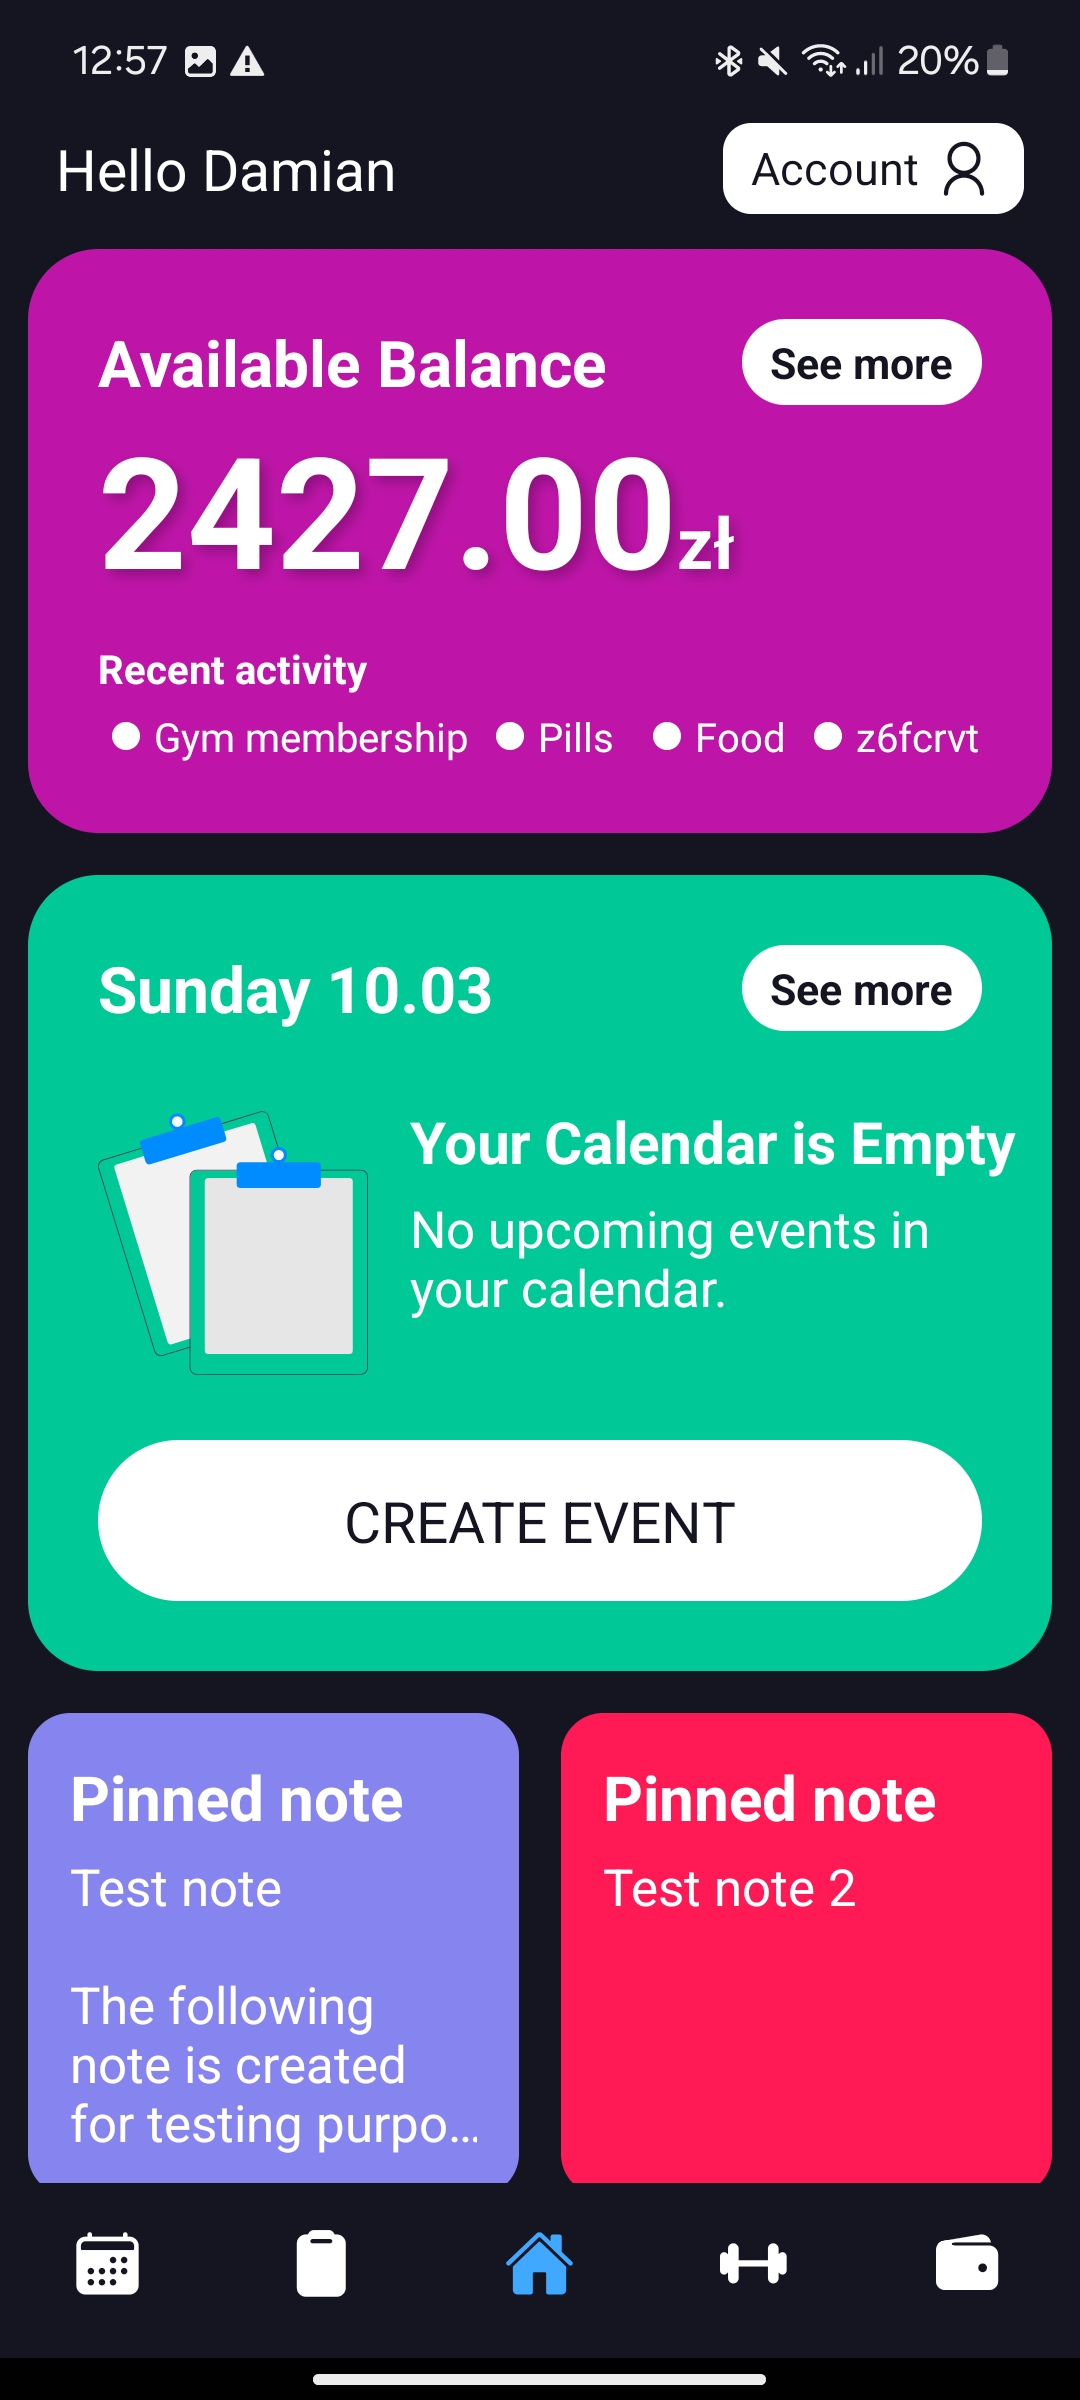 12:57
20%
Hello Damian
Account
Available Balance
See more
2427.00zł
Recent activity
Gym membership Pills Food z6fcrvt
Sunday 10.03
See more
Your Calendar is Empty
No upcoming events in
your calendar.
CREATE EVENT
Pinned note
Test note
The following
note is created
for testing purpo...
Pinned note
Test note 2